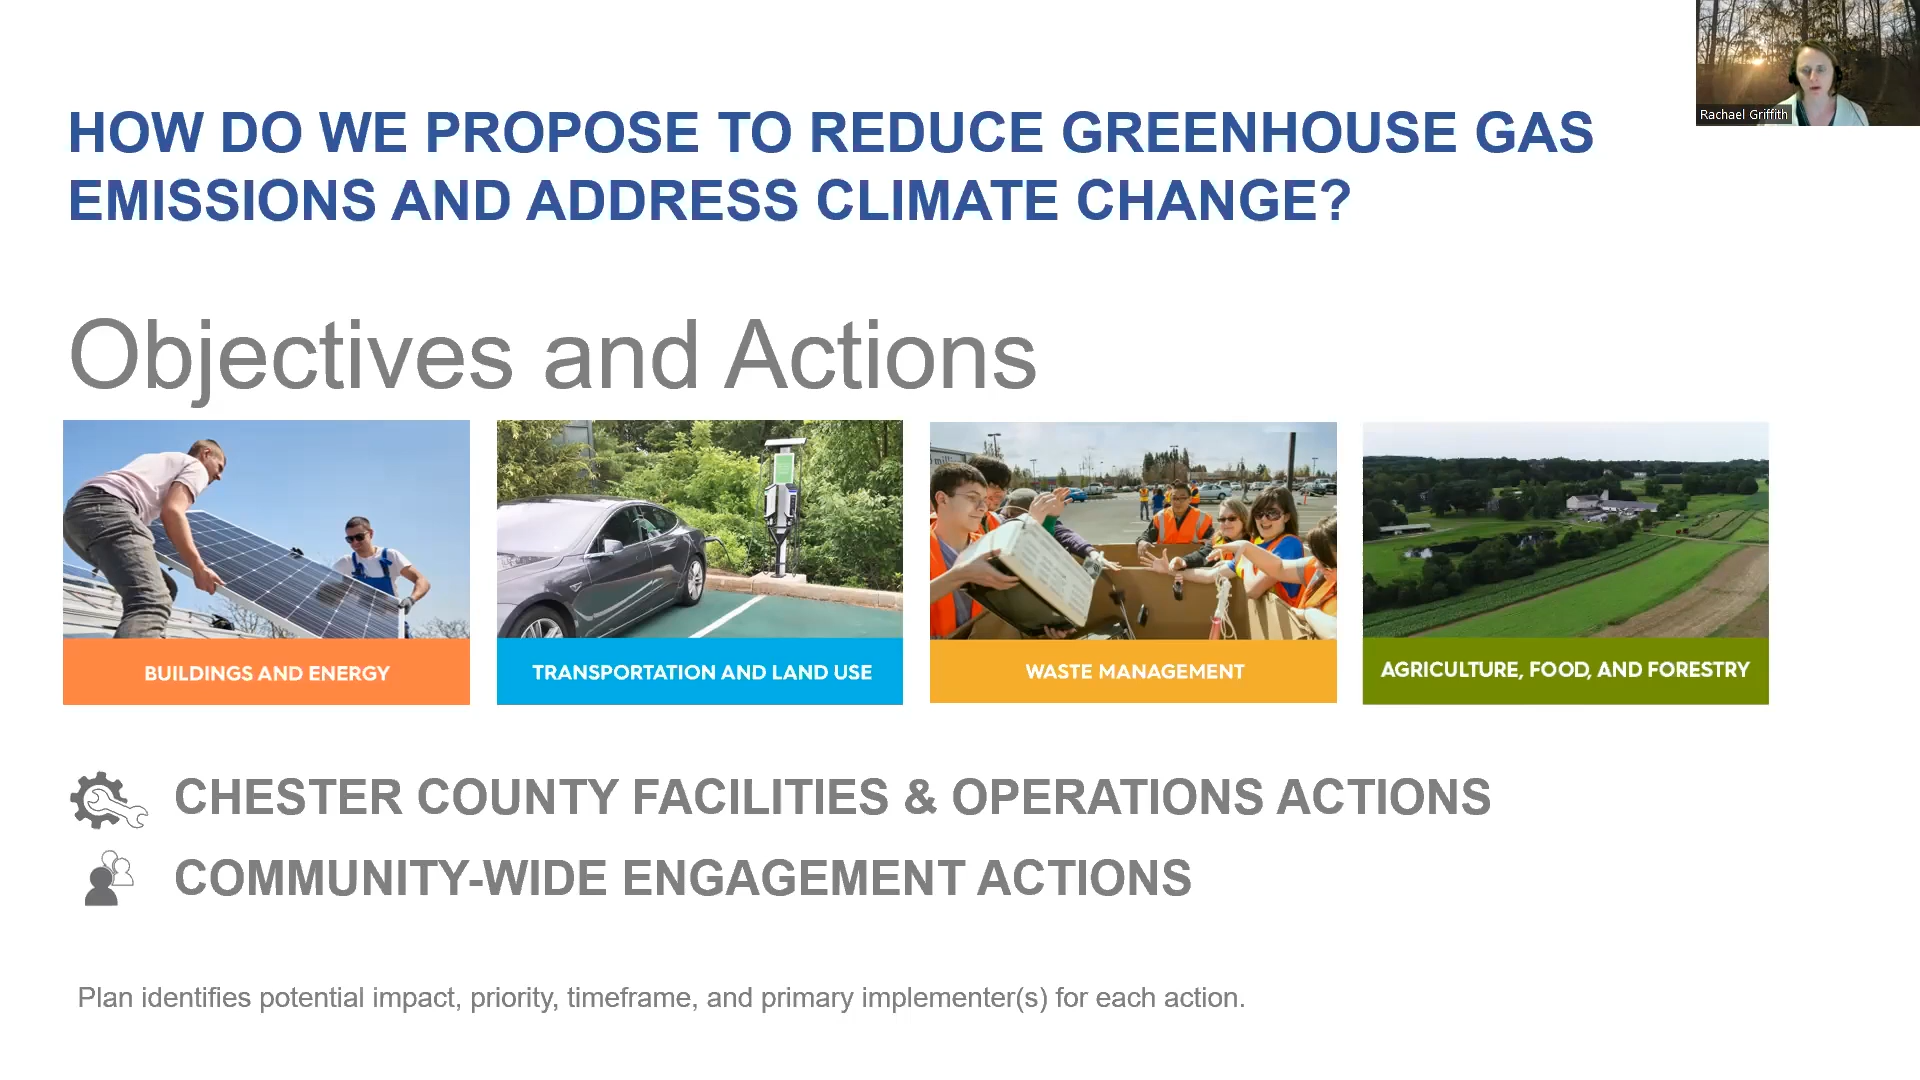 Rachael Griffith
HOW DO WE PROPOSE TO REDUCE GREENHOUSE GAS
EMISSIONS AND ADDRESS CLIMATE CHANGE?
Objectives and Actions
BUILDINGS AND ENERGY
TRANSPORTATION AND LAND USE
WASTE MANAGEMENT
AGRICULTURE, FOOD, AND FORESTRY
CHESTER COUNTY FACILITIES & OPERATIONS ACTIONS
COMMUNITY-WIDE ENGAGEMENT ACTIONS
Plan identifies potential impact, priority, timeframe, and primary implementer(s) for each action.